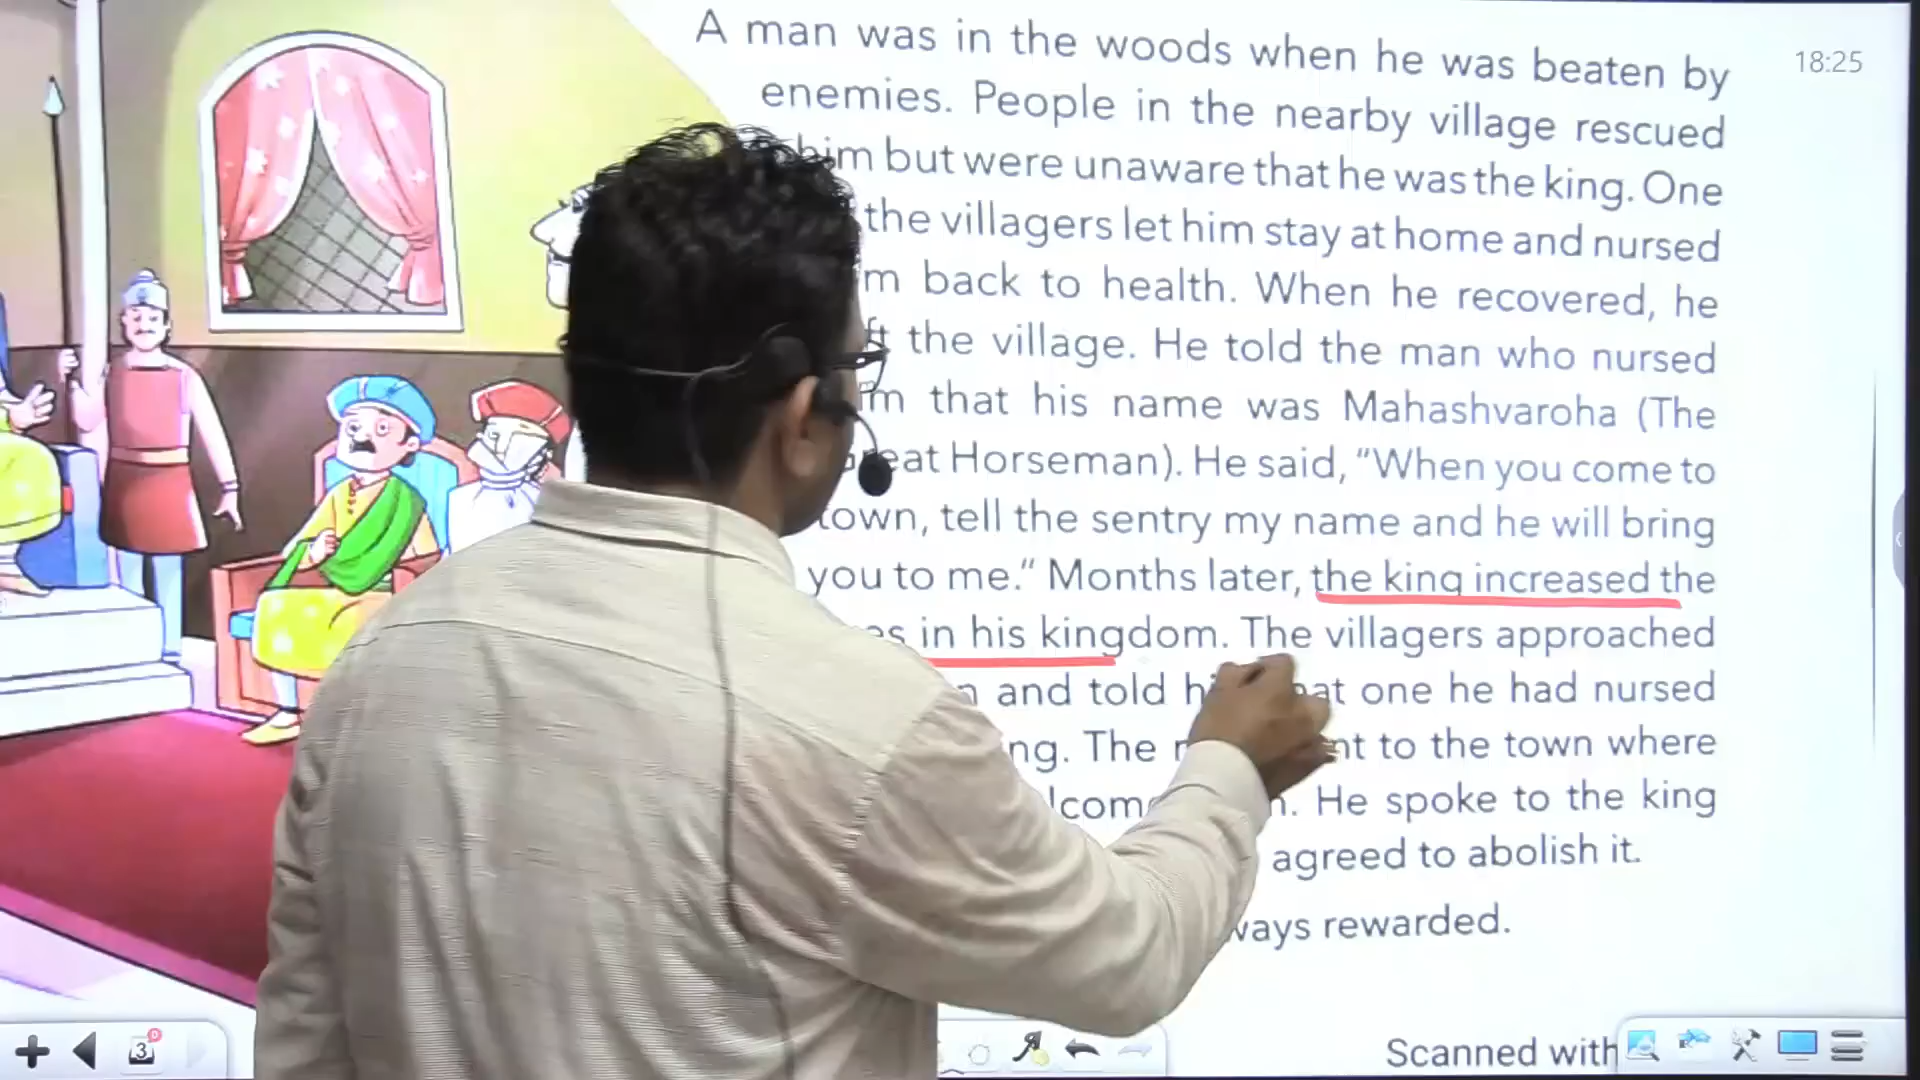 A man was in the woods when he was beaten by
18:25
enemies. People in the nearby village rescued
him but were unaware that he was the king. One
the villagers let him stay at home and nursed
back to health. When he recovered, he
the village. He told the man who nursed
that his name was Mahashvaroha (The
Great Horseman). He said, “When you come to
town, tell the sentry my name and he will bring
you to me.” Months later, the king increased the
in his kingdom. The villagers approached
and told him that one he had nursed
The to the town where
He spoke to the king
agreed to abolish it.
rewarded.
3
Scanned with